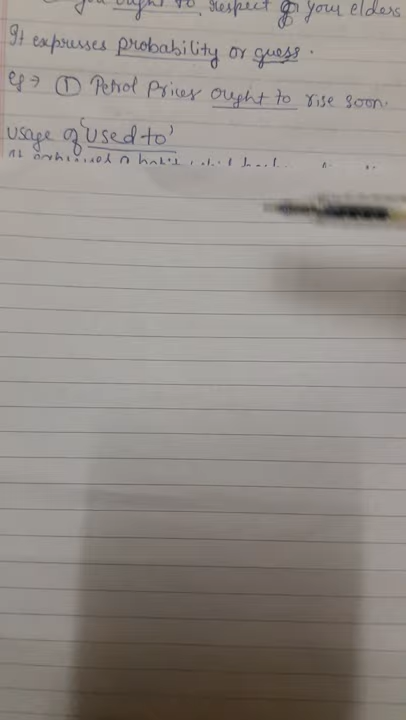 you ought to respect your elders
It expresses probability or guess.
eg → ① Petrol Prices ought to rise soon.
Usage of 'Used to'